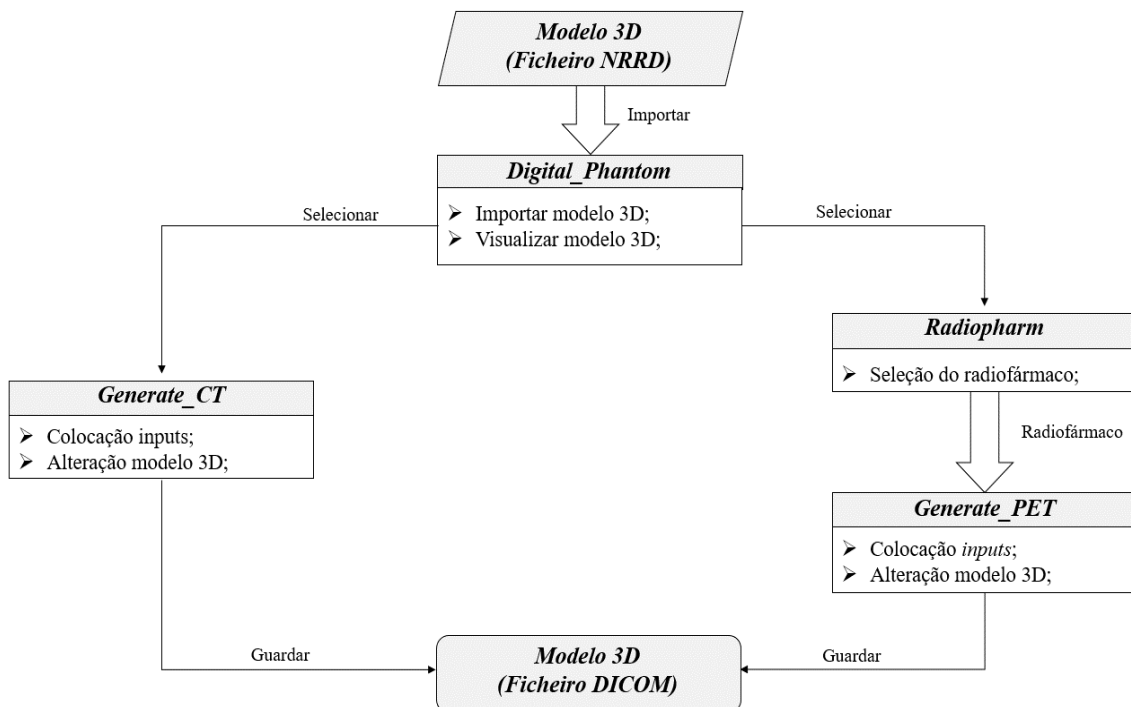 Modelo 3D
(Ficheiro NRRD)
Importar
Digital_Phantom
Selecionar
➢ Importar modelo 3D;
➢ Visualizar modelo 3D;
Selecionar
Radiopharm
➢ Seleção do radiofármaco;
Generate_CT
➢ Colocação inputs;
➢ Alteração modelo 3D;
Radiofármaco
Generate_PET
➢ Colocação inputs;
➢ Alteração modelo 3D;
Guardar
Modelo 3D
(Ficheiro DICOM)
Guardar